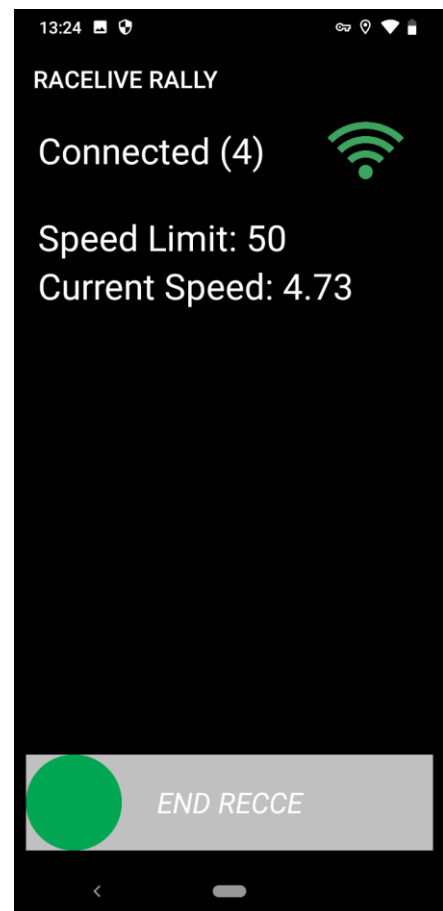 13:24
RACELIVE RALLY
Connected (4)
Speed Limit: 50
Current Speed: 4.73
END RECCE